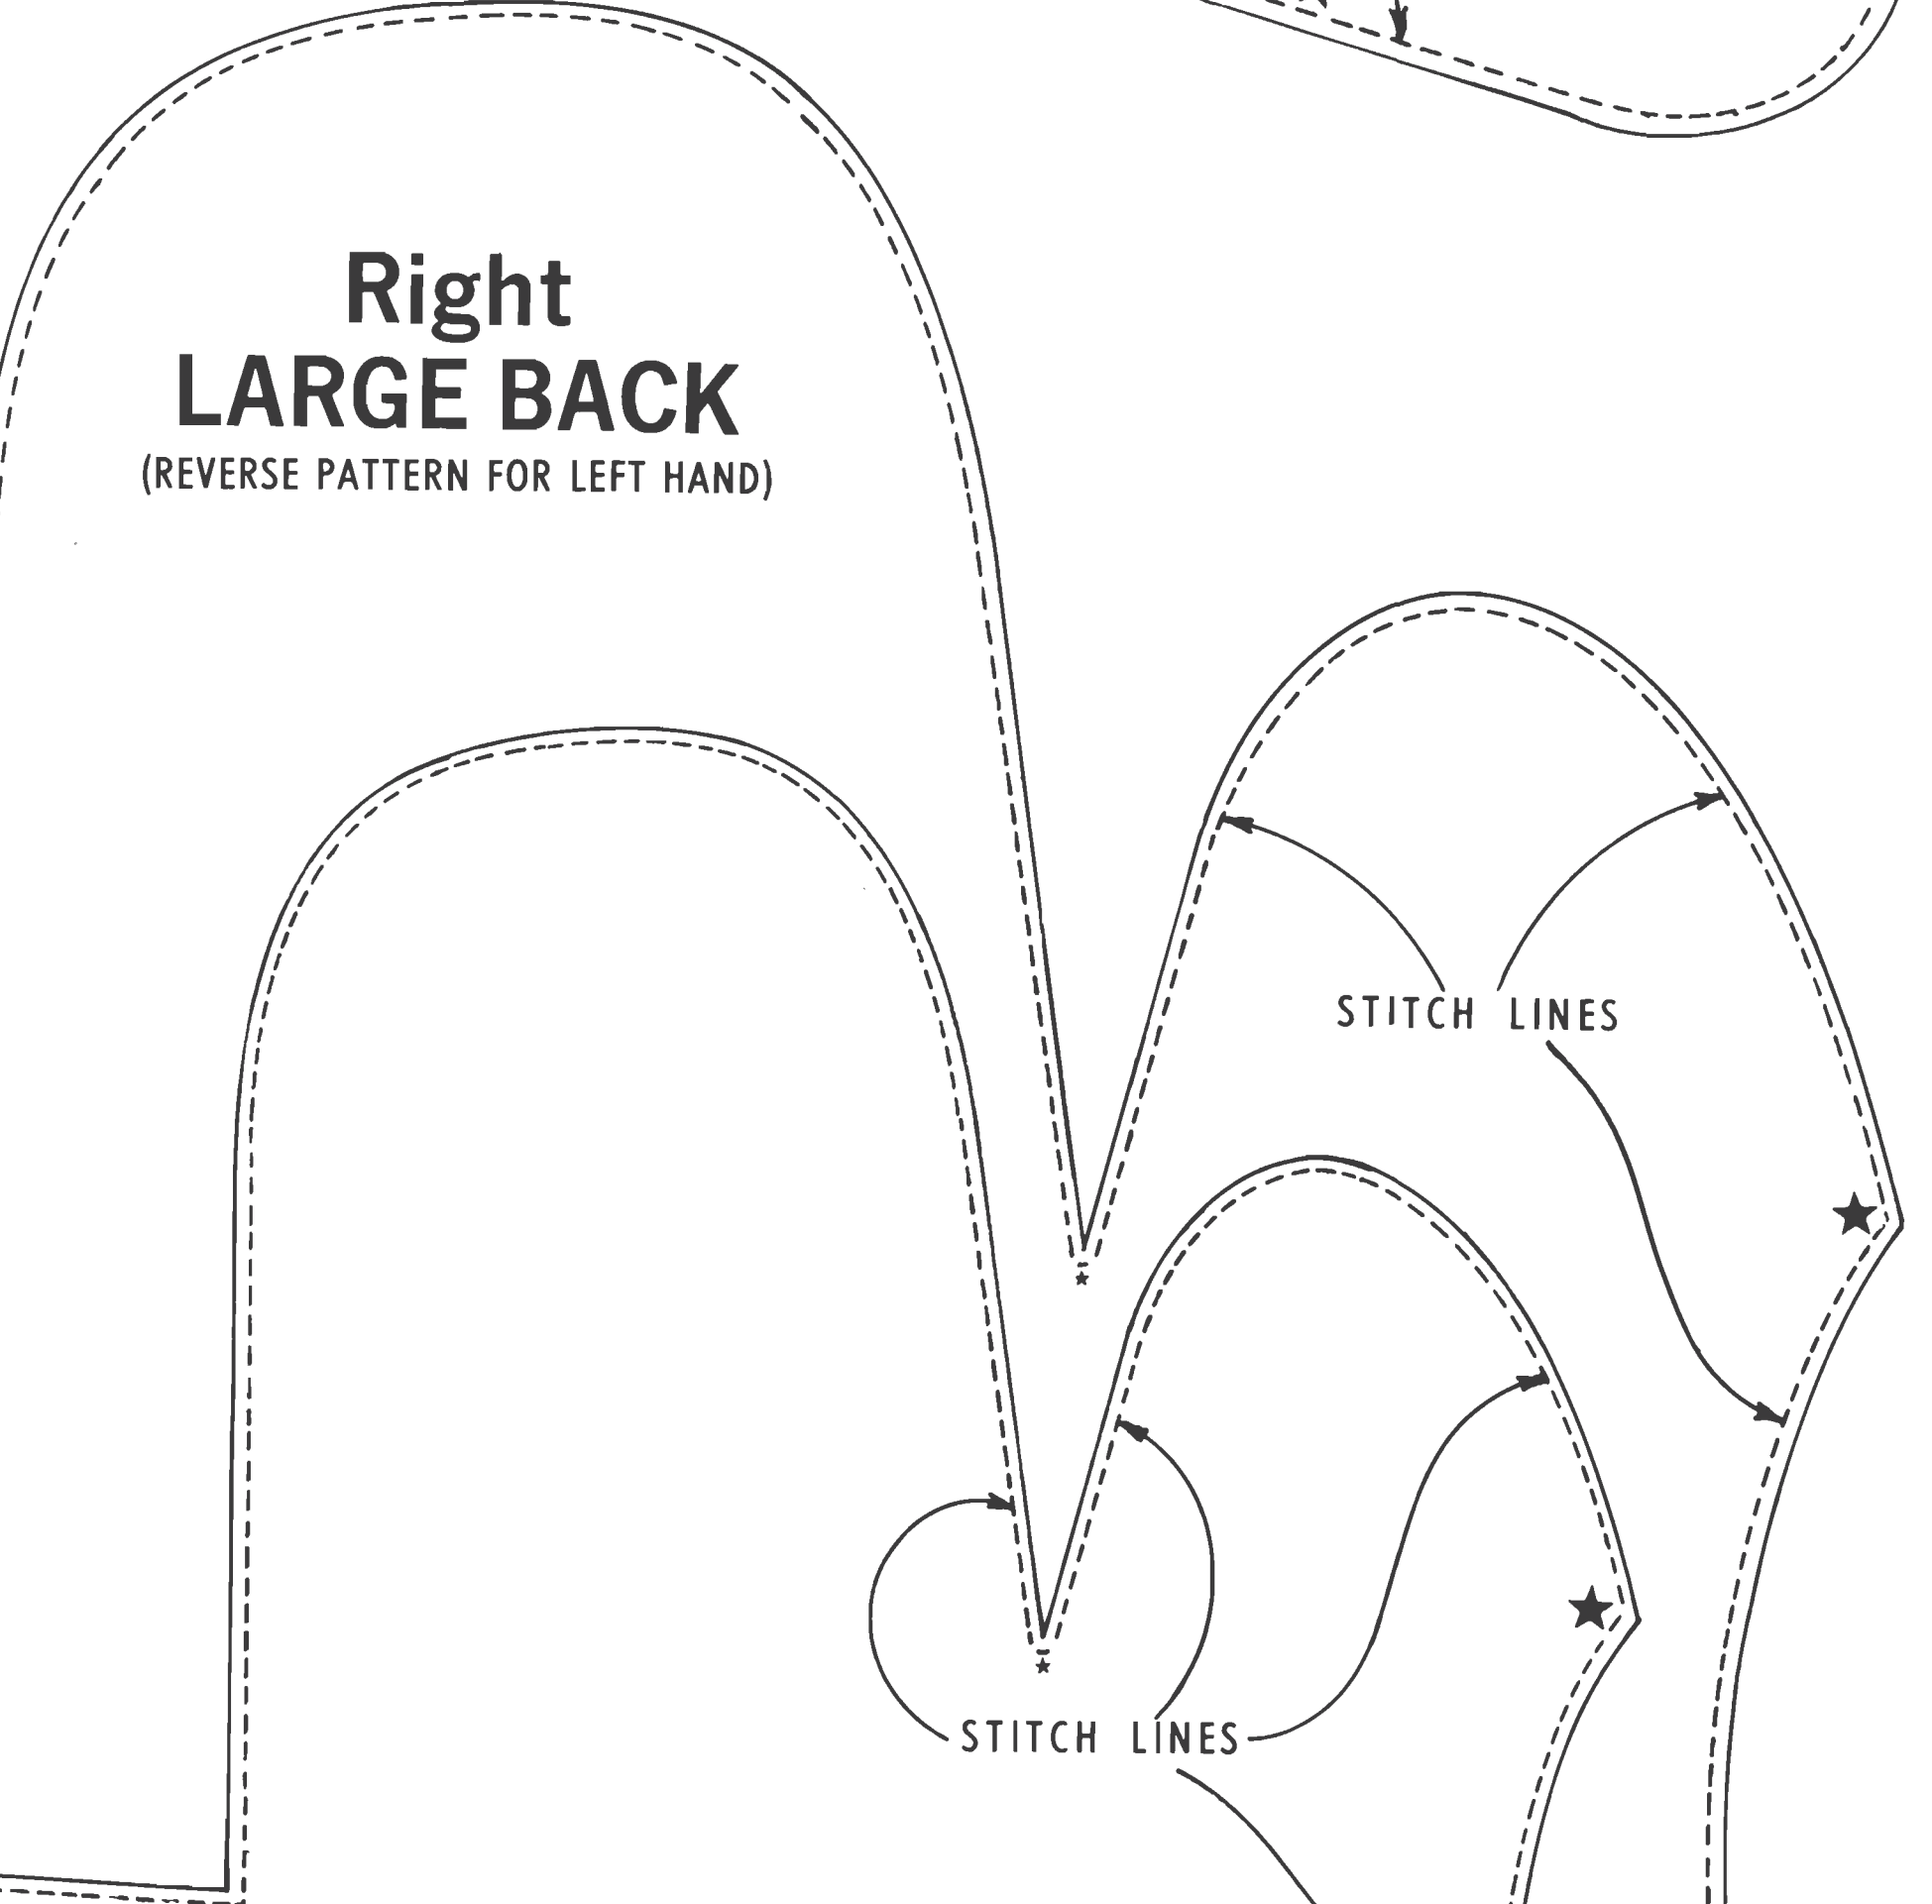 Right
LARGE BACK
(REVERSE PATTERN FOR LEFT HAND)
STITCH LINES
STITCH LINES